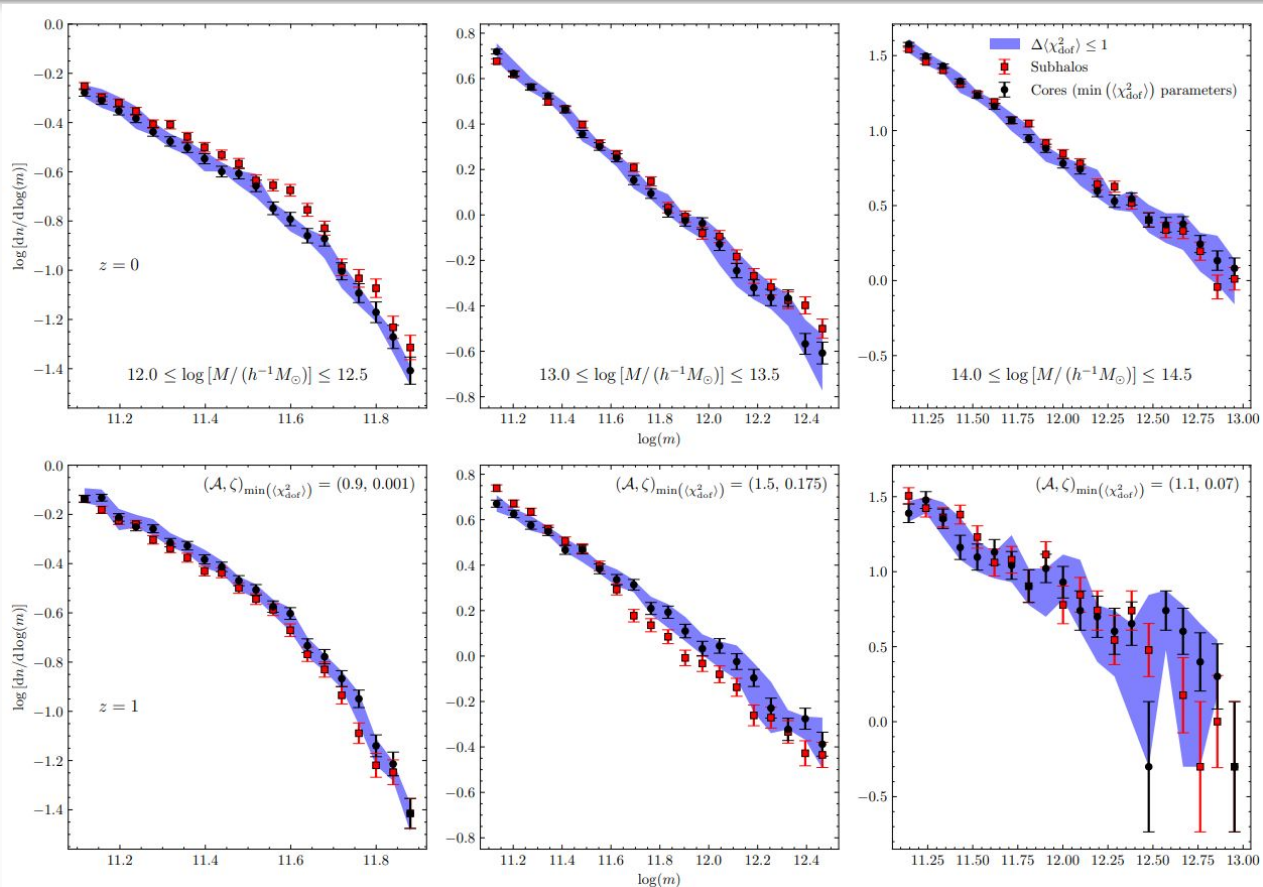 0.0
−0.2
−0.4
−0.6
−0.8
−1.0
−1.2
−1.4
log [dn/dlog(m)]
z = 0
12.0 ≤ log [M/(h⁻¹M⊙)] ≤ 12.5
11.2 11.4 11.6 11.8
0.8
0.6
0.4
0.2
0.0
−0.2
−0.4
−0.6
−0.8
13.0 ≤ log [M/(h⁻¹M⊙)] ≤ 13.5
11.2 11.4 11.6 11.8 12.0 12.2 12.4
log(m)
1.5
1.0
0.5
0.0
−0.5
Δ⟨χ²dof⟩ ≤ 1
Subhalos
Cores (min (⟨χ²dof⟩) parameters)
14.0 ≤ log [M/(h⁻¹M⊙)] ≤ 14.5
11.25 11.50 11.75 12.00 12.25 12.50 12.75 13.00
0.0
−0.2
−0.4
−0.6
−0.8
−1.0
−1.2
−1.4
log [dn/dlog(m)]
(𝒜, ζ)min(⟨χ²dof⟩) = (0.9, 0.001)
z = 1
11.2 11.4 11.6 11.8
0.8
0.6
0.4
0.2
0.0
−0.2
−0.4
−0.6
−0.8
(𝒜, ζ)min(⟨χ²dof⟩) = (1.5, 0.175)
11.2 11.4 11.6 11.8 12.0 12.2 12.4
log(m)
1.5
1.0
0.5
0.0
−0.5
(𝒜, ζ)min(⟨χ²dof⟩) = (1.1, 0.07)
11.25 11.50 11.75 12.00 12.25 12.50 12.75 13.00